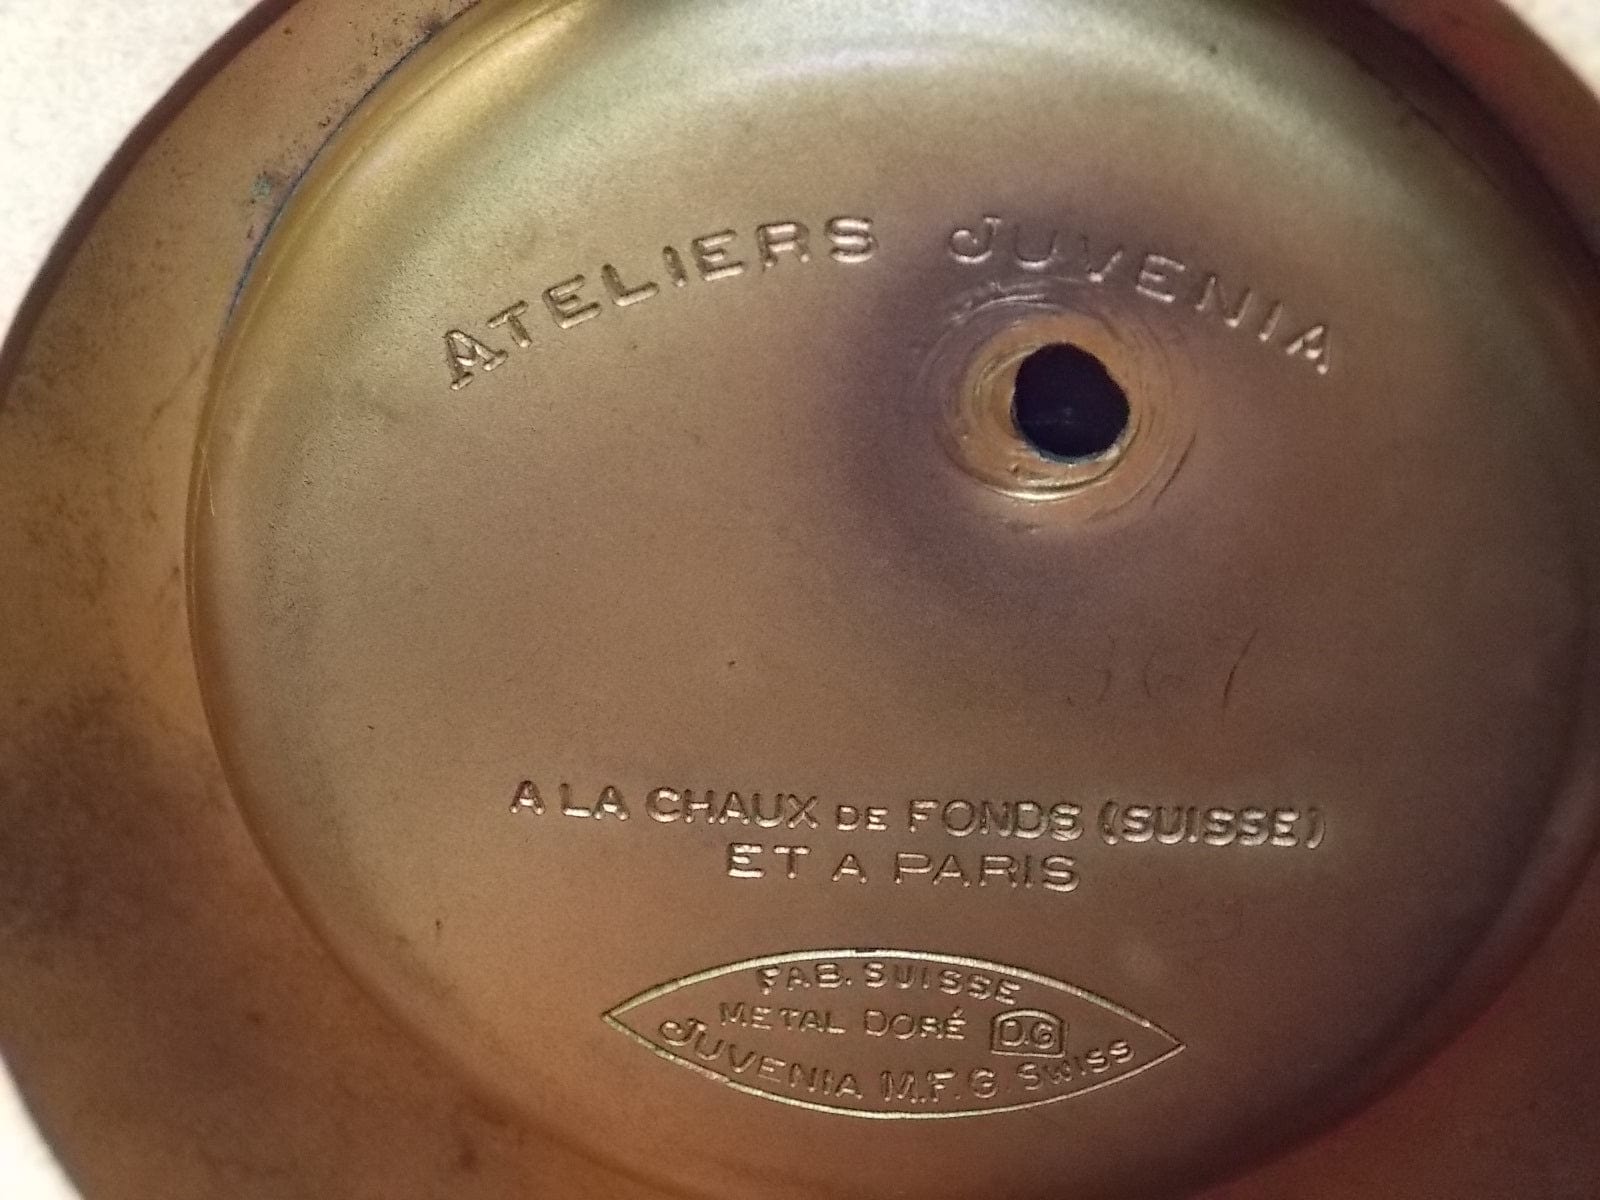 ATELIERS JUVENIA
A LA CHAUX DE FONDS (SUISSE)
ET A PARIS
FAB. SUISSE
METAL DORÉ D.G
JUVENIA M.F.G. SWISS